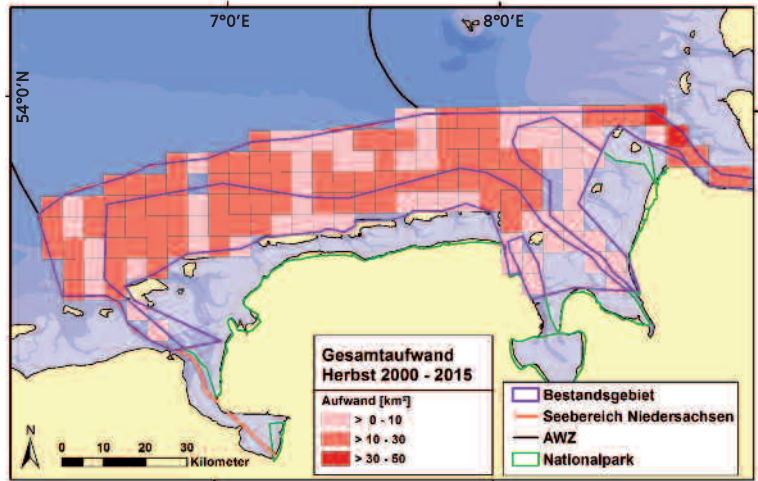 7°0'E
8°0'E
54°0'N
Gesamtaufwand
Herbst 2000 - 2015
Aufwand [km²]
> 0 - 10
> 10 - 30
> 30 - 50
Bestandsgebiet
Seebereich Niedersachsen
AWZ
Nationalpark
N
0 5 10 20 30
Kilometer